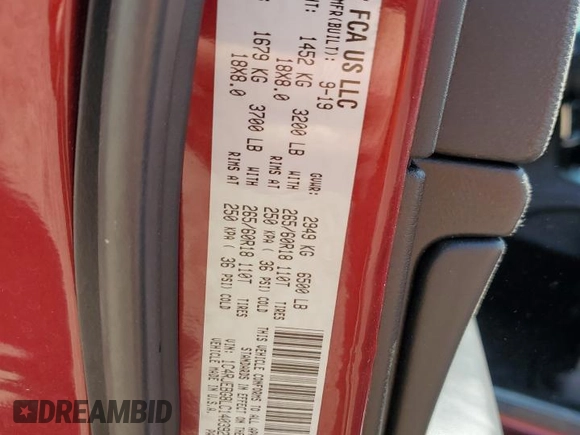 FCA US LLC
MFR(BUILT): 9-19
GVWR: 2949 KG 6500 LB
1452 KG 3200 LB WITH 265/60R18 110T TIRES
18X8.0 RIMS AT 250 KPA ( 36 PSI) COLD
1679 KG 3700 LB WITH 265/60R18 110T TIRES
18X8.0 RIMS AT 250 KPA ( 36 PSI) COLD
THIS VEHICLE CONFORMS TO ALL
STANDARDS IN EFFECT ON THE
VIN:
VEHICLE MADE IN U.S.A.
DREAMBID